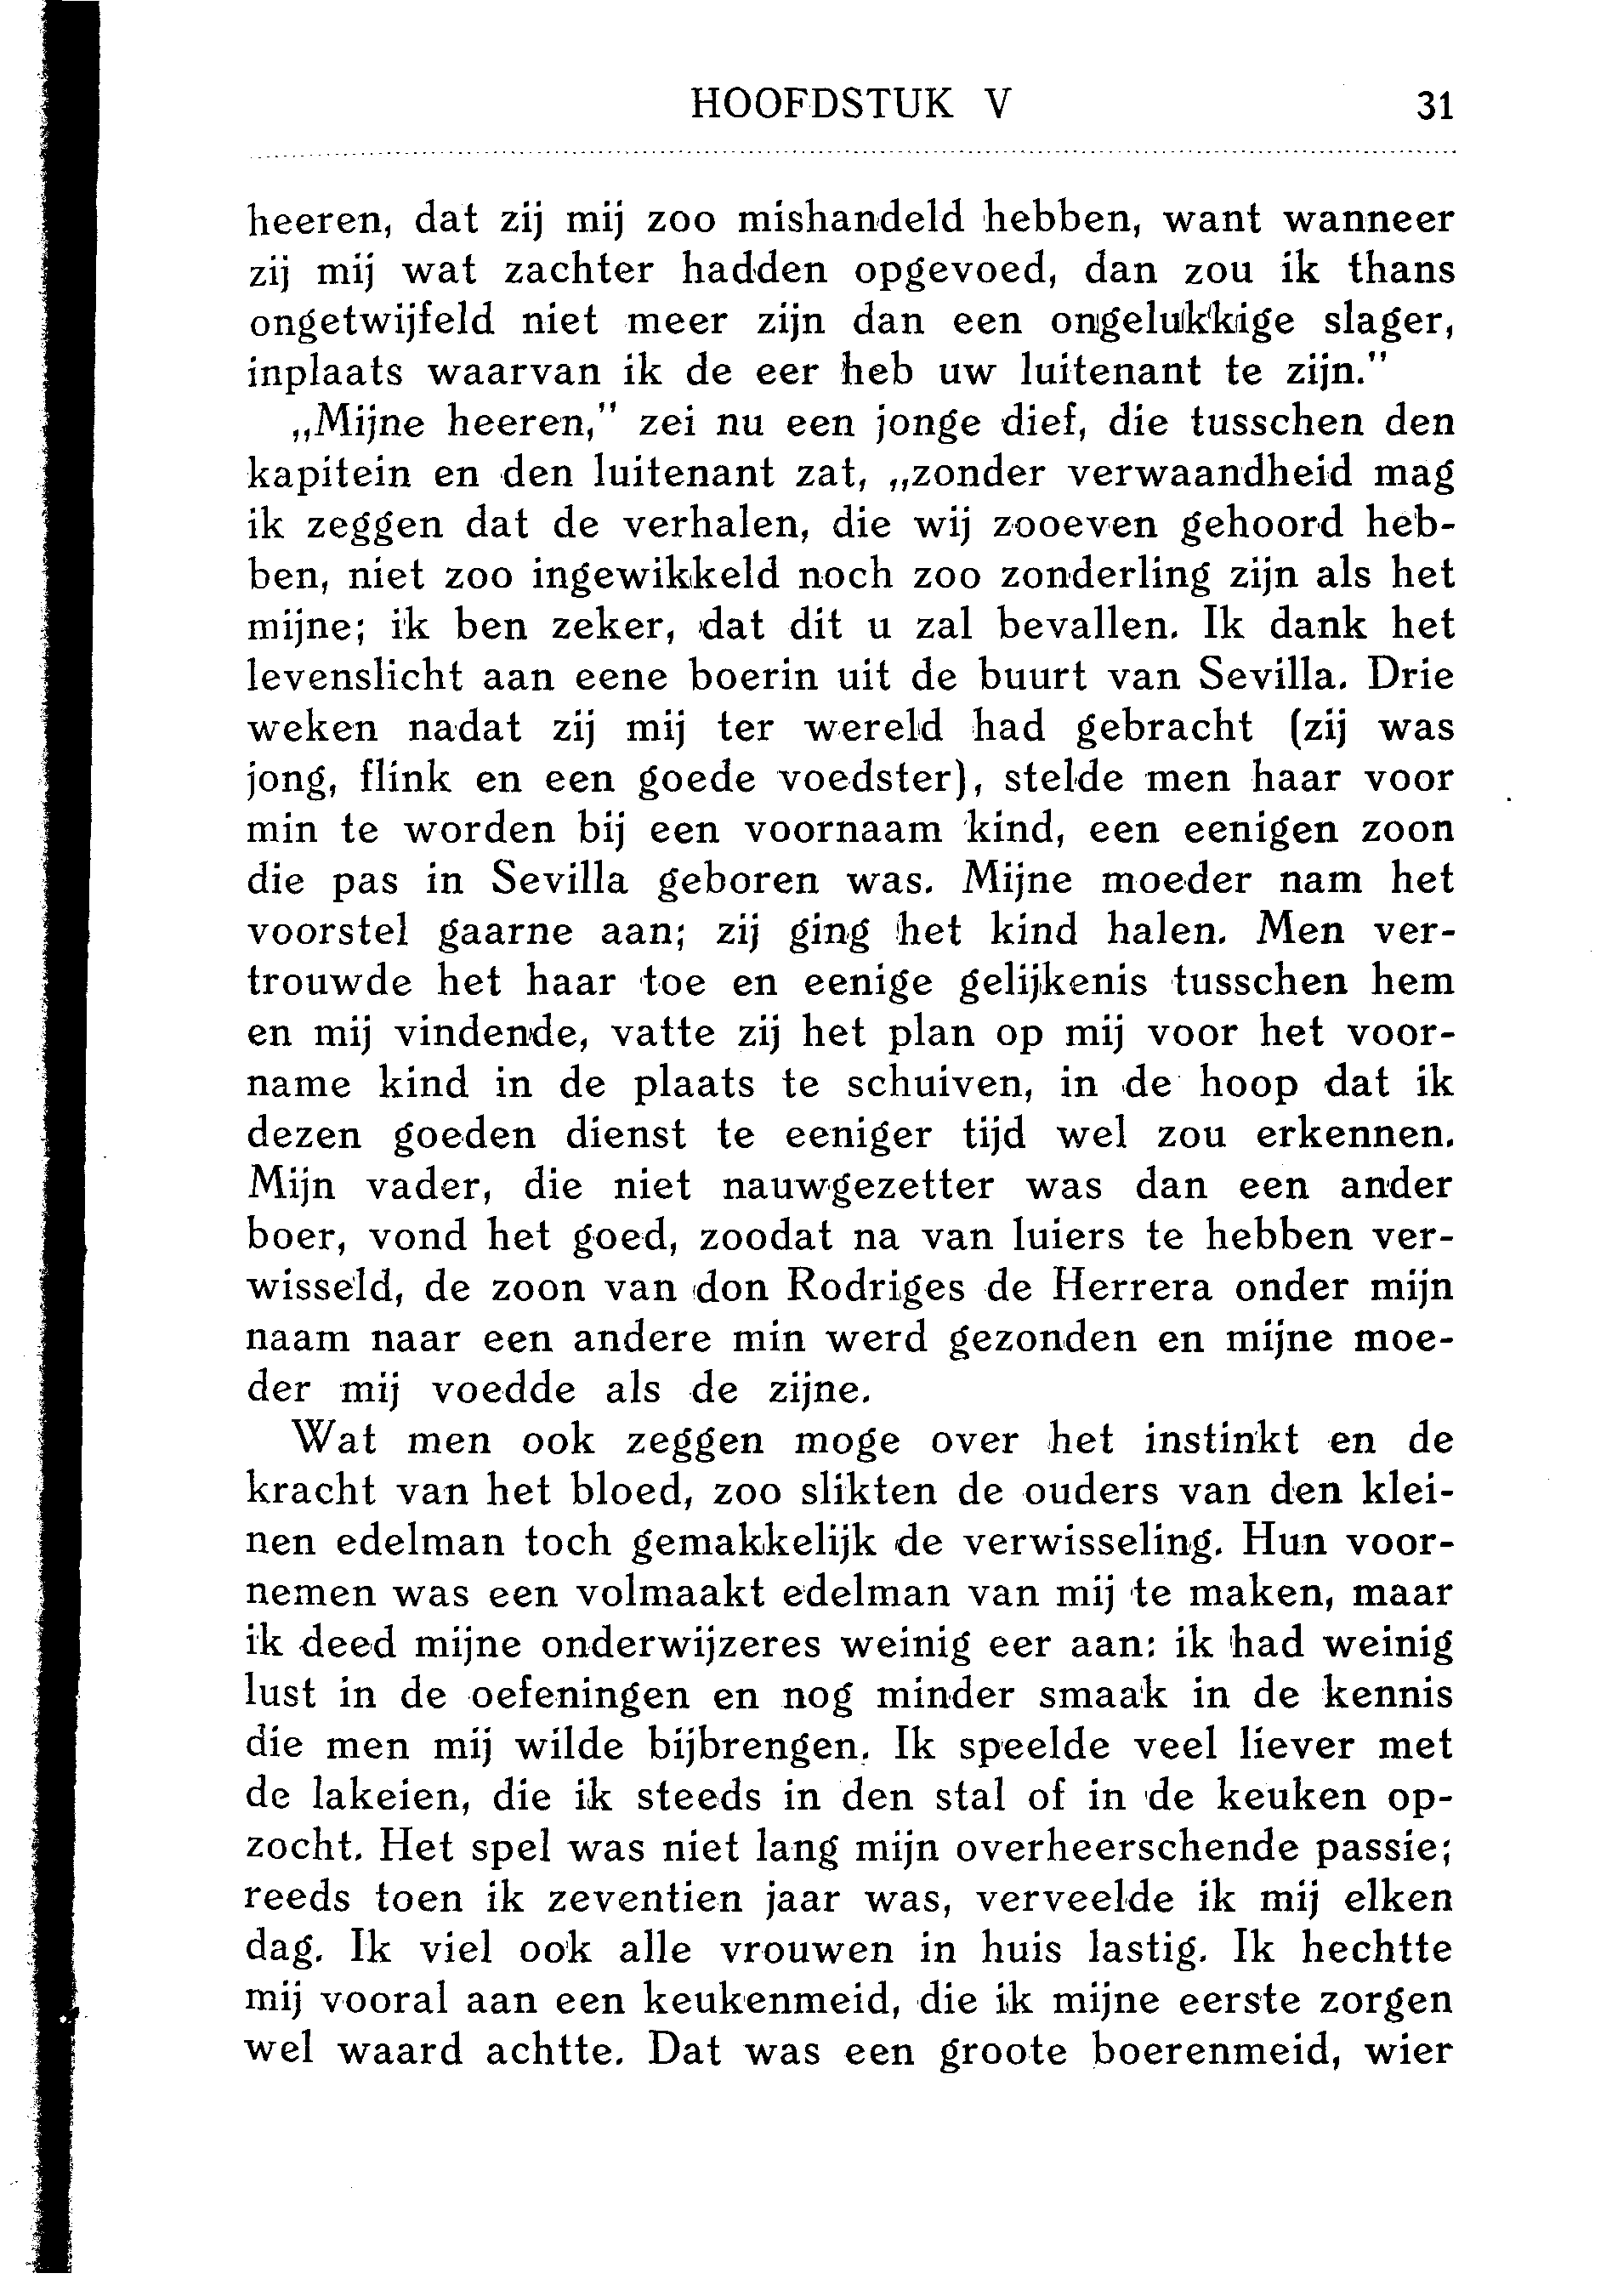 HOOFDSTUK V 31
heeren, dat zij mij zoo mishandeld hebben, want wanneer
zij mij wat zachter hadden opgevoed, dan zou ik thans
ongetwijfeld niet meer zijn dan een ongelukkige slager,
inplaats waarvan ik de eer heb uw luitenant te zijn."
„Mijne heeren," zei nu een jonge dief, die tusschen den
kapitein en den luitenant zat, „zonder verwaandheid mag
ik zeggen dat de verhalen, die wij zooeven gehoord heb-
ben, niet zoo ingewikkeld noch zoo zonderling zijn als het
mijne; ik ben zeker, dat dit u zal bevallen. Ik dank het
levenslicht aan eene boerin uit de buurt van Sevilla. Drie
weken nadat zij mij ter wereld had gebracht (zij was
jong, flink en een goede voedster), stelde men haar voor
min te worden bij een voornaam kind, een eenigen zoon
die pas in Sevilla geboren was. Mijne moeder nam het
voorstel gaarne aan; zij ging het kind halen. Men ver-
trouwde het haar toe en eenige gelijkenis tusschen hem
en mij vindende, vatte zij het plan op mij voor het voor-
name kind in de plaats te schuiven, in de hoop dat ik
dezen goeden dienst te eeniger tijd wel zou erkennen.
Mijn vader, die niet nauwgezetter was dan een ander
boer, vond het goed, zoodat na van luiers te hebben ver-
wisseld, de zoon van don Rodriges de Herrera onder mijn
naam naar een andere min werd gezonden en mijne moe-
der mij voedde als de zijne.
Wat men ook zeggen moge over het instinkt en de
kracht van het bloed, zoo slikten de ouders van den klei-
nen edelman toch gemakkelijk de verwisseling. Hun voor-
nemen was een volmaakt edelman van mij te maken, maar
ik deed mijne onderwijzeres weinig eer aan: ik had weinig
lust in de oefeningen en nog minder smaak in de kennis
die men mij wilde bijbrengen. Ik speelde veel liever met
de lakeien, die ik steeds in den stal of in de keuken op-
zocht. Het spel was niet lang mijn overheerschende passie;
reeds toen ik zeventien jaar was, verveelde ik mij elken
dag. Ik viel ook alle vrouwen in huis lastig. Ik hechtte
mij vooral aan een keukenmeid, die ik mijne eerste zorgen
wel waard achtte. Dat was een groote boerenmeid, wier